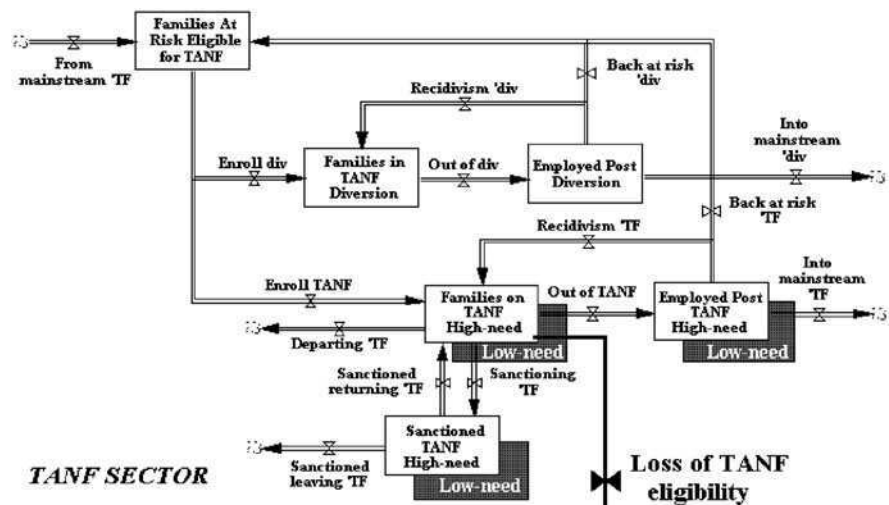 Families At
Risk Eligible
for TANF
From
mainstream 'TF
Back at risk
'div
Recidivism 'div
Into
mainstream
'div
Enroll div
Families in
TANF
Diversion
Out of div
Employed Post
Diversion
Back at risk
'TF
Recidivism 'TF
Into
mainstream
'TF
Enroll TANF
Families on
TANF
High-need
Out of TANF
Employed Post
TANF
High-need
Departing 'TF
Low-need
Low-need
Sanctioned
returning 'TF
Sanctioning
'TF
Sanctioned
TANF
High-need
Low-need
Sanctioned
leaving 'TF
TANF SECTOR
Loss of TANF
eligibility